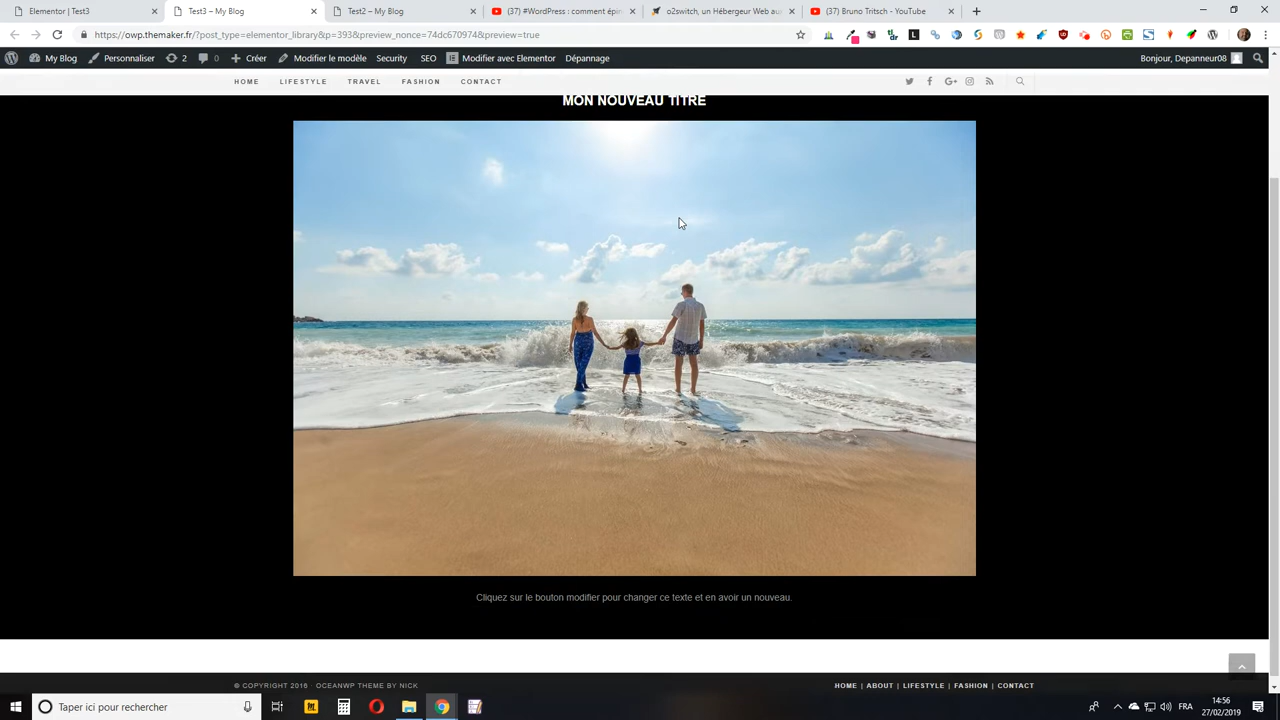 Elementor | Test3
Test3 – My Blog
Test2 – My Blog
(37) #WordPress : comment épin
o2switch, un Hébergeur Web aux
(37) Bruno Tritsch - YouTube
https://owp.themaker.fr/?post_type=elementor_library&p=393&preview_nonce=74dc670974&preview=true
My Blog Personnaliser 2 0 Créer Modifier le modèle Security SEO Modifier avec Elementor Dépannage Bonjour, Depanneur08
HOME LIFESTYLE TRAVEL FASHION CONTACT
MON NOUVEAU TITRE
Cliquez sur le bouton modifier pour changer ce texte et en avoir un nouveau.
© COPYRIGHT 2016 · OCEANWP THEME BY NICK
HOME | ABOUT | LIFESTYLE | FASHION | CONTACT
Taper ici pour rechercher
FRA
14:56
27/02/2019